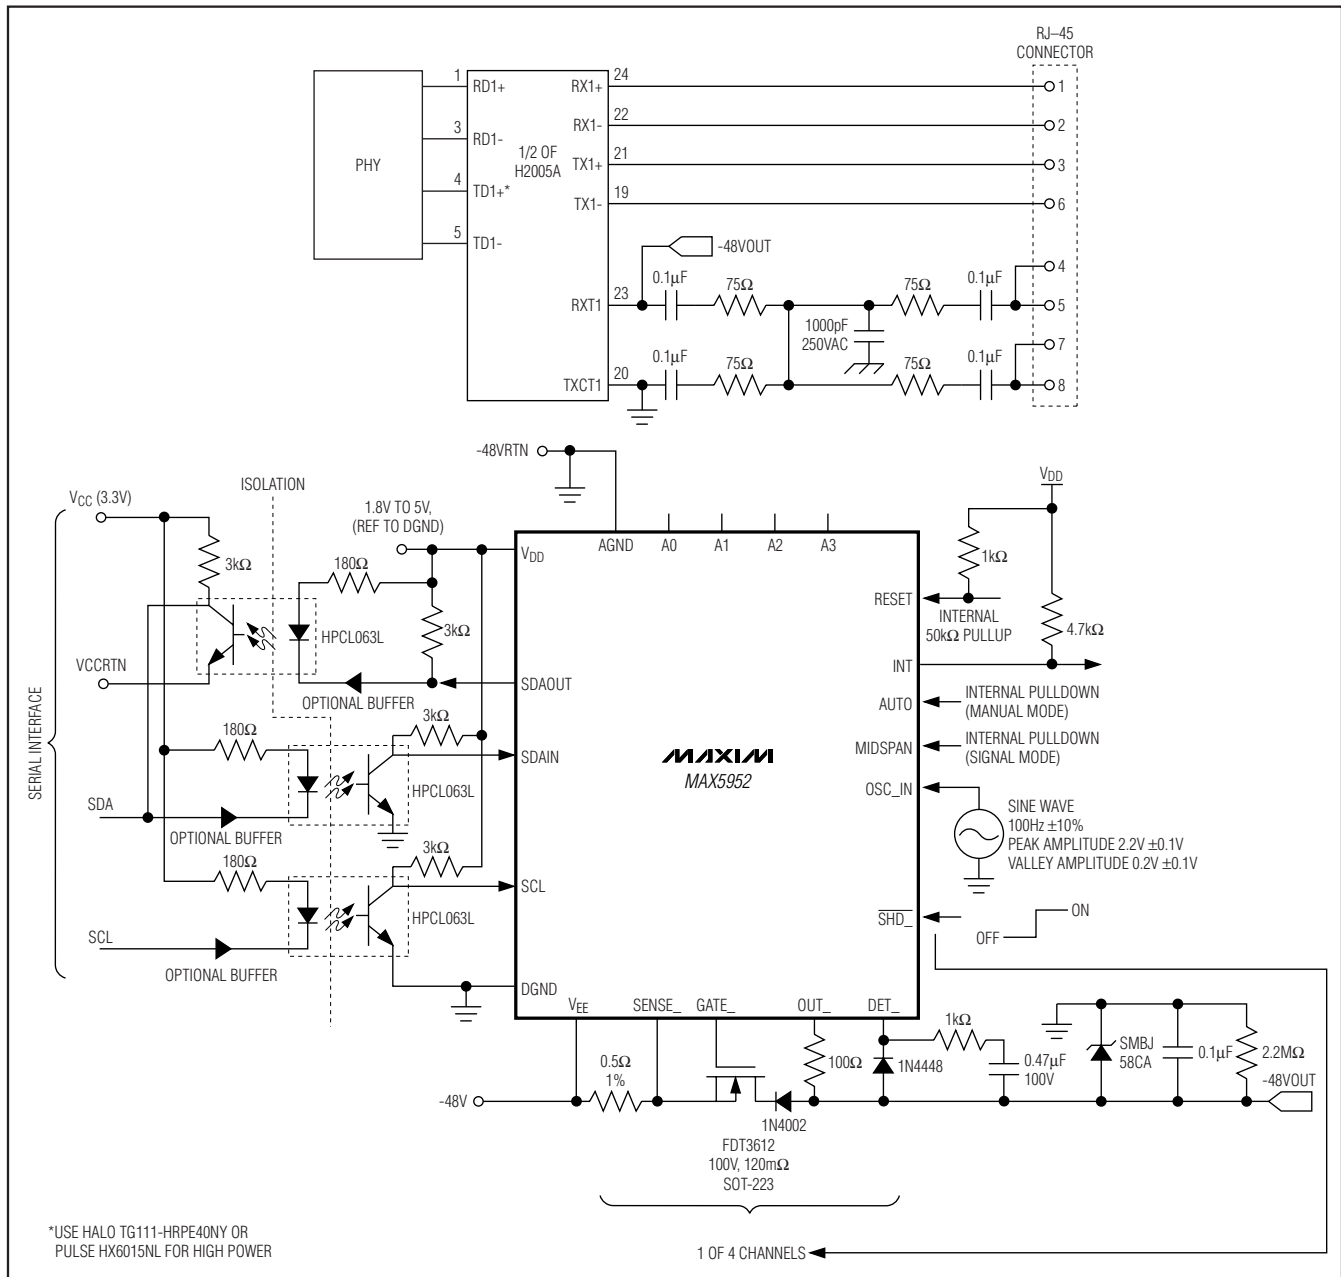 RJ–45
CONNECTOR
PHY
1
3
4
5
RD1+
RD1-
TD1+*
TD1-
1/2 OF
H2005A
RX1+
RX1-
TX1+
TX1-
RXT1
TXCT1
24
22
21
19
23
20
1
2
3
6
4
5
7
8
-48VOUT
0.1µF
75Ω
75Ω
0.1µF
1000pF
250VAC
0.1µF
75Ω
75Ω
0.1µF
-48VRTN
ISOLATION
VCC (3.3V)
3kΩ
1.8V TO 5V,
(REF TO DGND)
180Ω
HPCL063L
3kΩ
VCCRTN
OPTIONAL BUFFER
SERIAL INTERFACE
180Ω
3kΩ
HPCL063L
SDA
OPTIONAL BUFFER
180Ω
3kΩ
HPCL063L
SCL
OPTIONAL BUFFER
VDD
SDAOUT
SDAIN
SCL
DGND
AGND
A0
A1
A2
A3
MAXIM
MAX5952
RESET
INT
AUTO
MIDSPAN
OSC_IN
SHD_
VEE
SENSE_
GATE_
OUT_
DET_
VDD
1kΩ
INTERNAL
50kΩ PULLUP
4.7kΩ
INTERNAL PULLDOWN
(MANUAL MODE)
INTERNAL PULLDOWN
(SIGNAL MODE)
SINE WAVE
100Hz ±10%
PEAK AMPLITUDE 2.2V ±0.1V
VALLEY AMPLITUDE 0.2V ±0.1V
ON
OFF
0.5Ω
1%
-48V
100Ω
1N4448
1kΩ
0.47µF
100V
SMBJ
58CA
0.1µF
2.2MΩ
-48VOUT
1N4002
FDT3612
100V, 120mΩ
SOT-223
*USE HALO TG111-HRPE40NY OR
PULSE HX6015NL FOR HIGH POWER
1 OF 4 CHANNELS